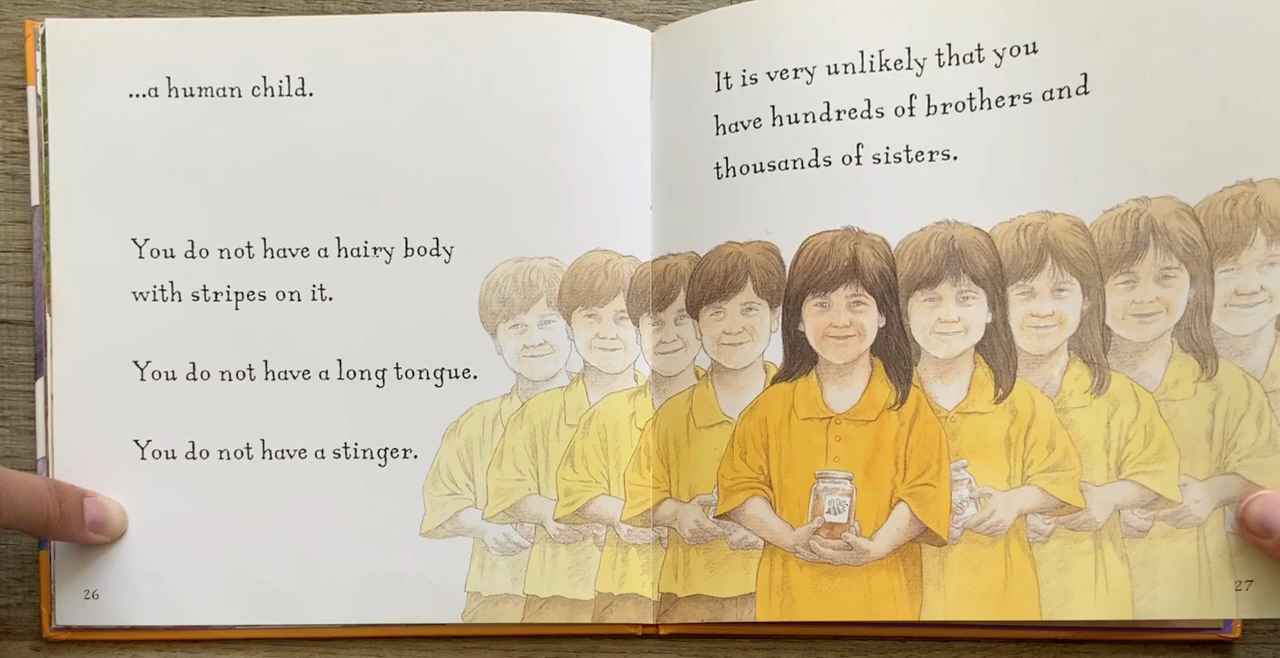 ...a human child.
You do not have a hairy body
with stripes on it.
You do not have a long tongue.
You do not have a stinger.
26
It is very unlikely that you
have hundreds of brothers and
thousands of sisters.
27